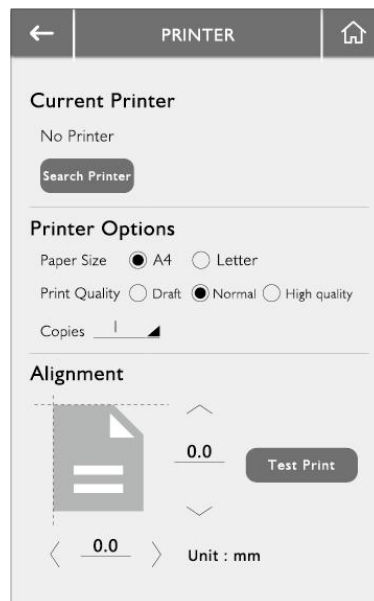 PRINTER
Current Printer
No Printer
Search Printer
Printer Options
Paper Size A4 Letter
Print Quality Draft Normal High quality
Copies 1
Alignment
0.0
Test Print
0.0 Unit : mm